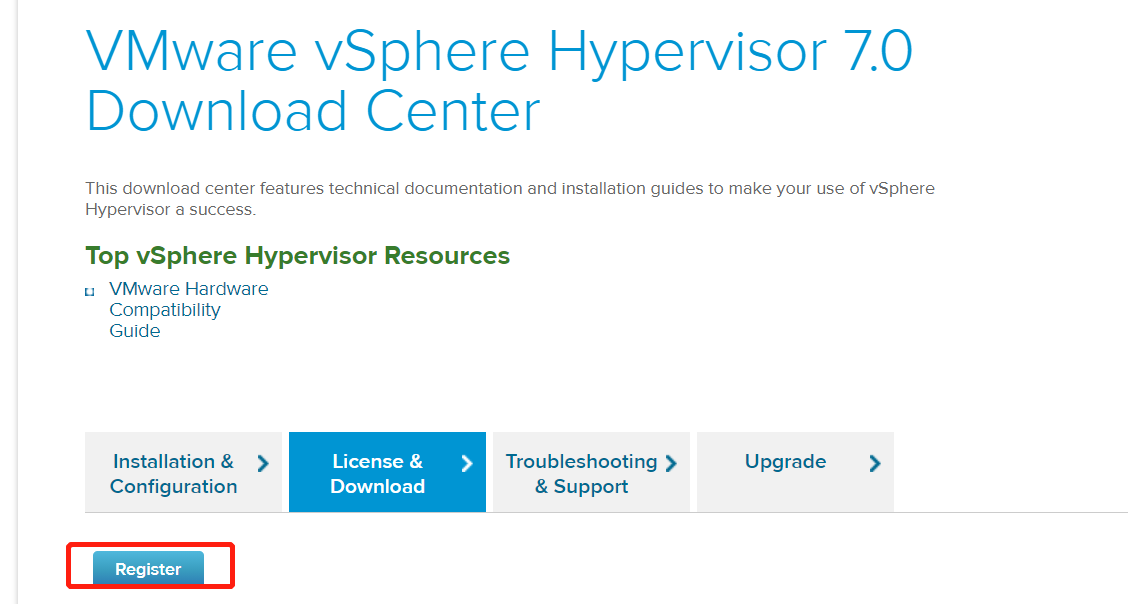 VMware vSphere Hypervisor 7.0
Download Center
This download center features technical documentation and installation guides to make your use of vSphere
Hypervisor a success.
Top vSphere Hypervisor Resources
VMware Hardware
Compatibility
Guide
Installation &
Configuration
License &
Download
Troubleshooting
& Support
Upgrade
Register